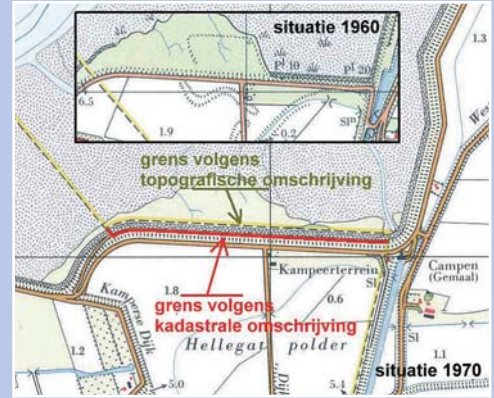 situatie 1960
pl 10
pl 20
6.5
1.9
0.2
Sln
1.3
grens volgens
topografische omschrijving
Kampeerterrein
Sl
Campen
(Gemaal)
1.8
grens volgens
kadastrale omschrijving
0.6
Kamperse Dijk
Hellegat polder
Sl
1.2
situatie 1970
1.1
5.0
5.4